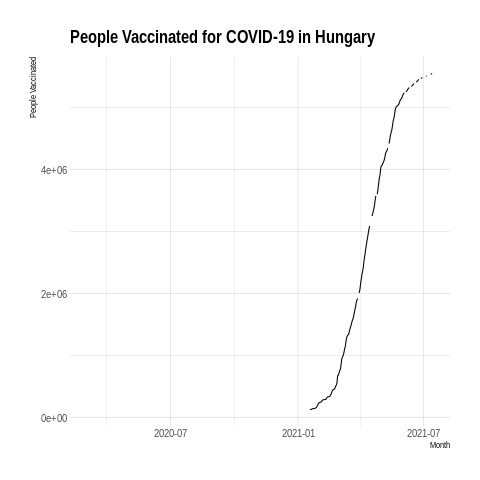 People Vaccinated for COVID-19 in Hungary
People Vaccinated
4e+06
2e+06
0e+00
2020-07
2021-01
2021-07
Month